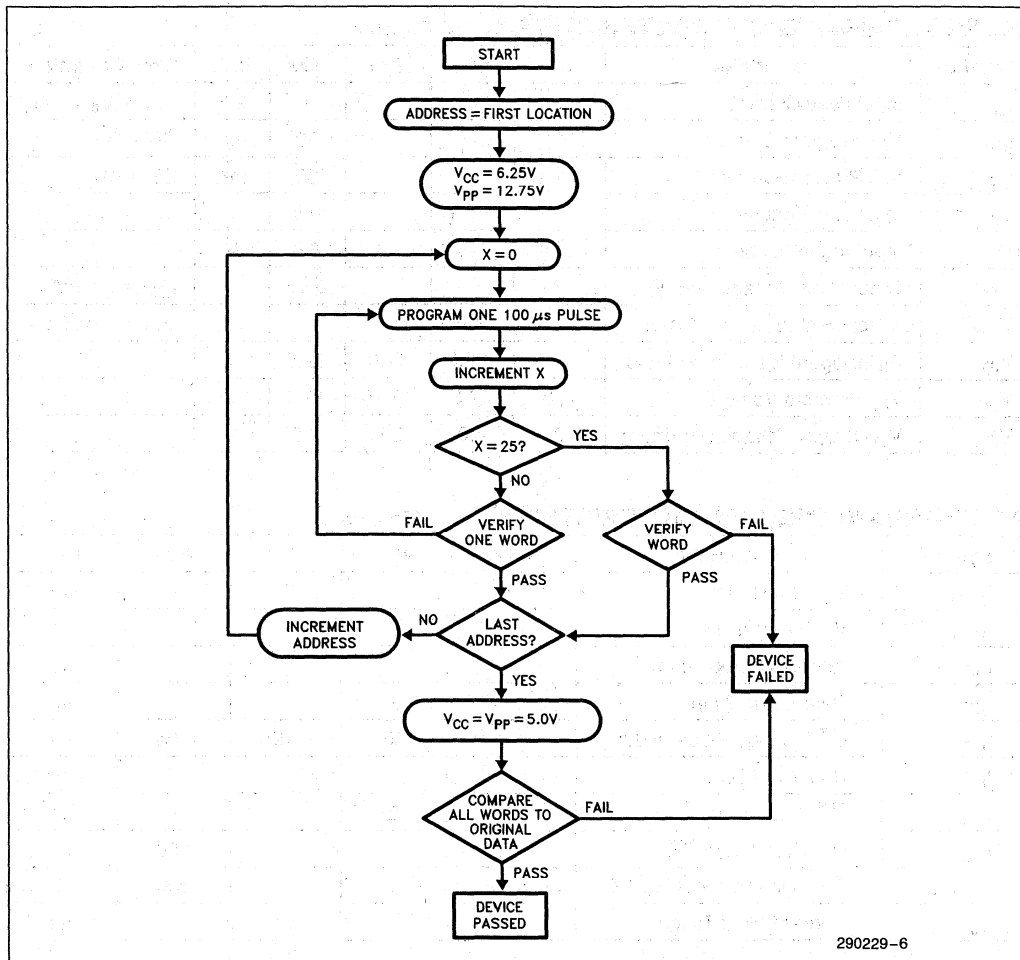 START
ADDRESS = FIRST LOCATION
VCC = 6.25V
VPP = 12.75V
X = 0
PROGRAM ONE 100 μs PULSE
INCREMENT X
X = 25?
YES
NO
FAIL
VERIFY
ONE WORD
VERIFY
WORD
FAIL
PASS
PASS
INCREMENT
ADDRESS
NO
LAST
ADDRESS?
DEVICE
FAILED
YES
VCC = VPP = 5.0V
COMPARE
ALL WORDS TO
ORIGINAL
DATA
FAIL
PASS
DEVICE
PASSED
290229-6